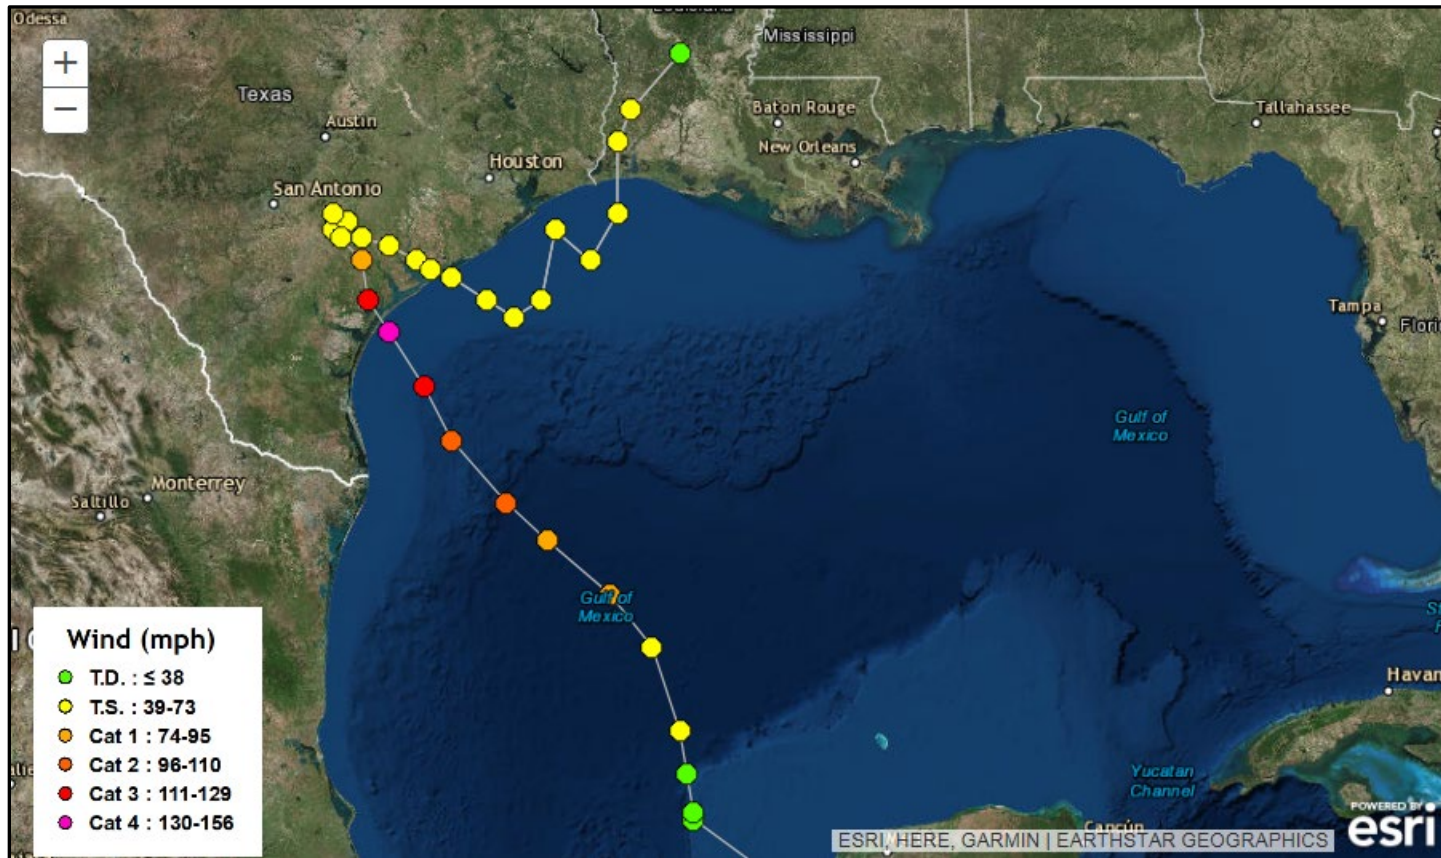 Odessa
Louisiana
Mississippi
+
−
Texas
Austin
Baton Rouge
Tallahassee
Houston
New Orleans
San Antonio
Tampa
Gulf of
Mexico
Monterrey
Saltillo
Gulf of
Mexico
Wind (mph)
T.D. : ≤ 38
T.S. : 39-73
Cat 1 : 74-95
Cat 2 : 96-110
Cat 3 : 111-129
Cat 4 : 130-156
Havan
Yucatan
Channel
Cancún
POWERED BY
esri
ESRI, HERE, GARMIN | EARTHSTAR GEOGRAPHICS